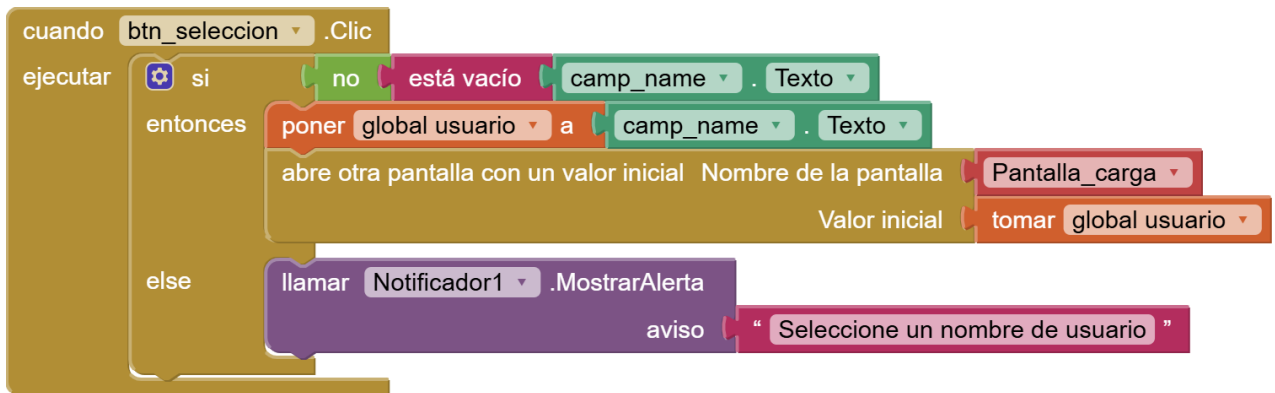 cuando btn_seleccion .Clic
ejecutar si no está vacío camp_name . Texto
entonces poner global usuario a camp_name . Texto
abre otra pantalla con un valor inicial Nombre de la pantalla Pantalla_carga
Valor inicial tomar global usuario
else llamar Notificador1 .MostrarAlerta
aviso “ Seleccione un nombre de usuario ”